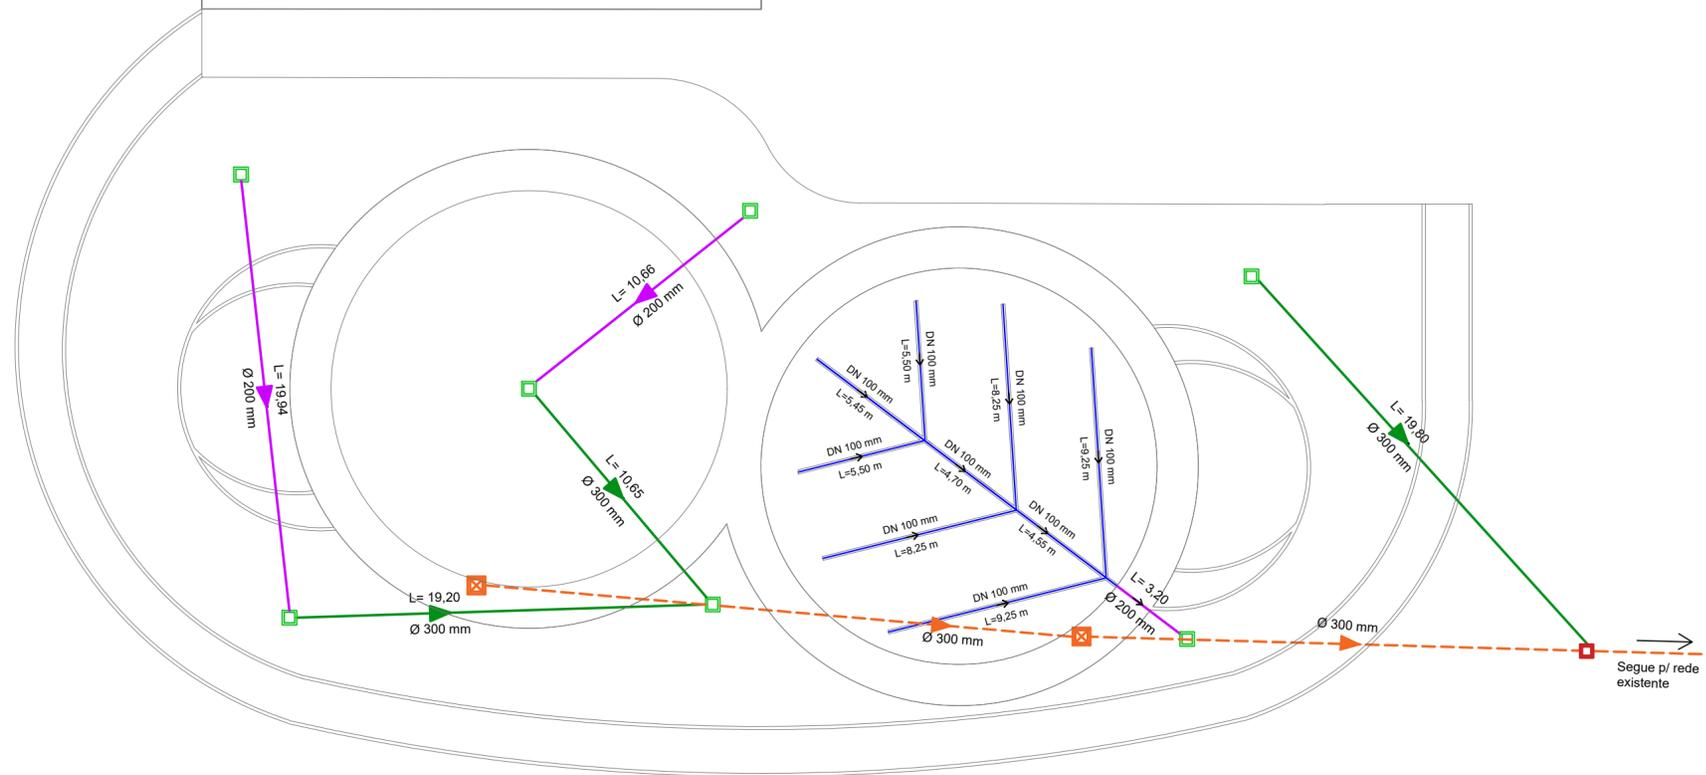 L= 10,66
Ø 200 mm
L= 19,94
Ø 200 mm
L= 10,65
Ø 300 mm
L= 19,20
Ø 300 mm
DN 100 mm
L=5,45 m
DN 100 mm
L=5,50 m
DN 100 mm
L=8,25 m
DN 100 mm
L=9,25 m
DN 100 mm
L=5,50 m
DN 100 mm
L=4,70 m
DN 100 mm
L=8,25 m
DN 100 mm
L=4,55 m
DN 100 mm
L=9,25 m
L= 3,20
Ø 200 mm
Ø 300 mm
L= 19,80
Ø 300 mm
Ø 300 mm
Segue p/ rede
existente